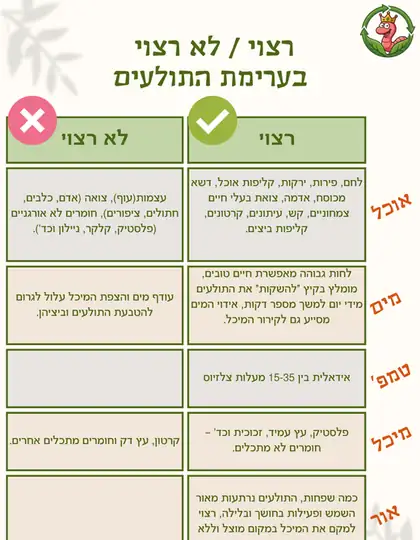 רצוי / לא רצוי
בערימת התולעים
רצוי
לא רצוי
אוכל
לחם, פירות, ירקות, קליפות אוכל, דשא
מכוסח, אדמה, צואת בעלי חיים
צמחוניים, קש, עיתונים, קרטונים,
קליפות ביצים.
עצמות(עוף), צואה (אדם, כלבים,
חתולים, ציפורים), חומרים לא אורגניים
(פלסטיק, קלקר, ניילון וכד').
מים
לחות גבוהה מאפשרת חיים טובים,
מומלץ בקיץ "להשקות" את התולעים
מידי יום למשך מספר דקות, אידוי המים
מסייע גם לקירור המיכל.
עודף מים והצפת המיכל עלול לגרום
להטבעת התולעים וביציהן.
טמפ'
אידאלית בין 15-35 מעלות צלזיוס
מיכל
פלסטיק, עץ עמיד, זכוכית וכד' –
חומרים לא מתכלים.
קרטון, עץ דק וחומרים מתכלים אחרים.
אור
כמה שפחות, התולעים נרתעות מאור
השמש ופעילות בחושך ובלילה, רצוי
למקם את המיכל במקום מוצל וללא